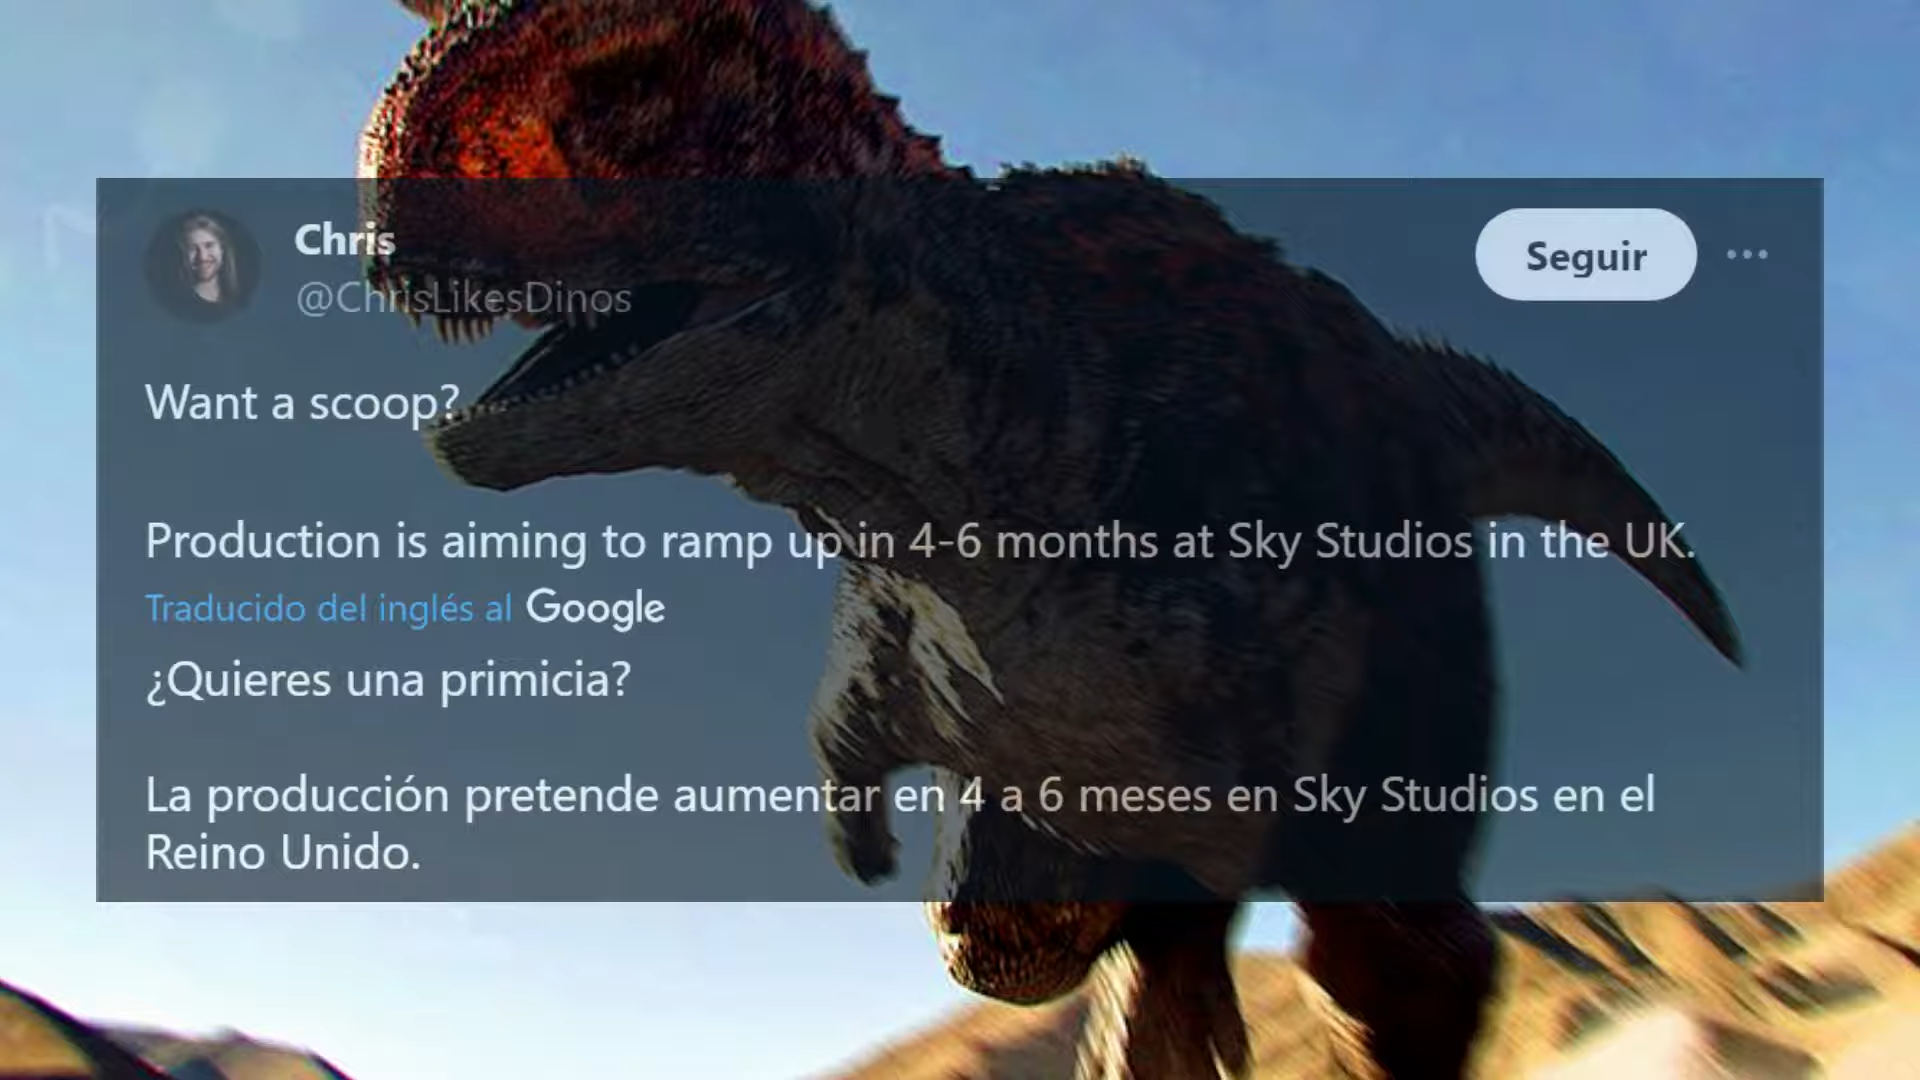 Chris
Seguir
@ChrisLikesDinos
Want a scoop?
Production is aiming to ramp up in 4-6 months at Sky Studios in the UK.
Traducido del inglés al Google
¿Quieres una primicia?
La producción pretende aumentar en 4 a 6 meses en Sky Studios en el
Reino Unido.